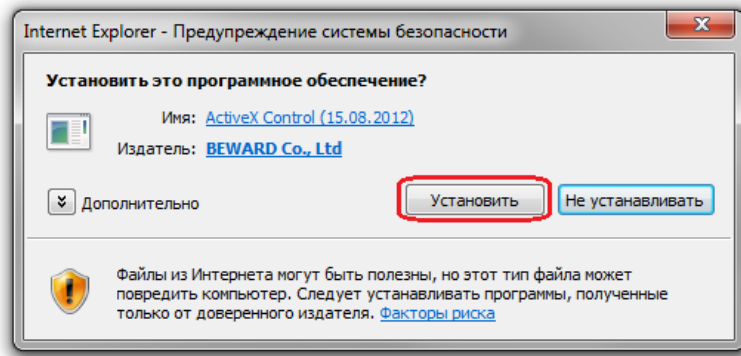 Internet Explorer - Предупреждение системы безопасности
Установить это программное обеспечение?
Имя: ActiveX Control (15.08.2012)
Издатель: BEWARD Co., Ltd
Дополнительно
Установить
Не устанавливать
Файлы из Интернета могут быть полезны, но этот тип файла может
повредить компьютер. Следует устанавливать программы, полученные
только от доверенного издателя. Факторы риска